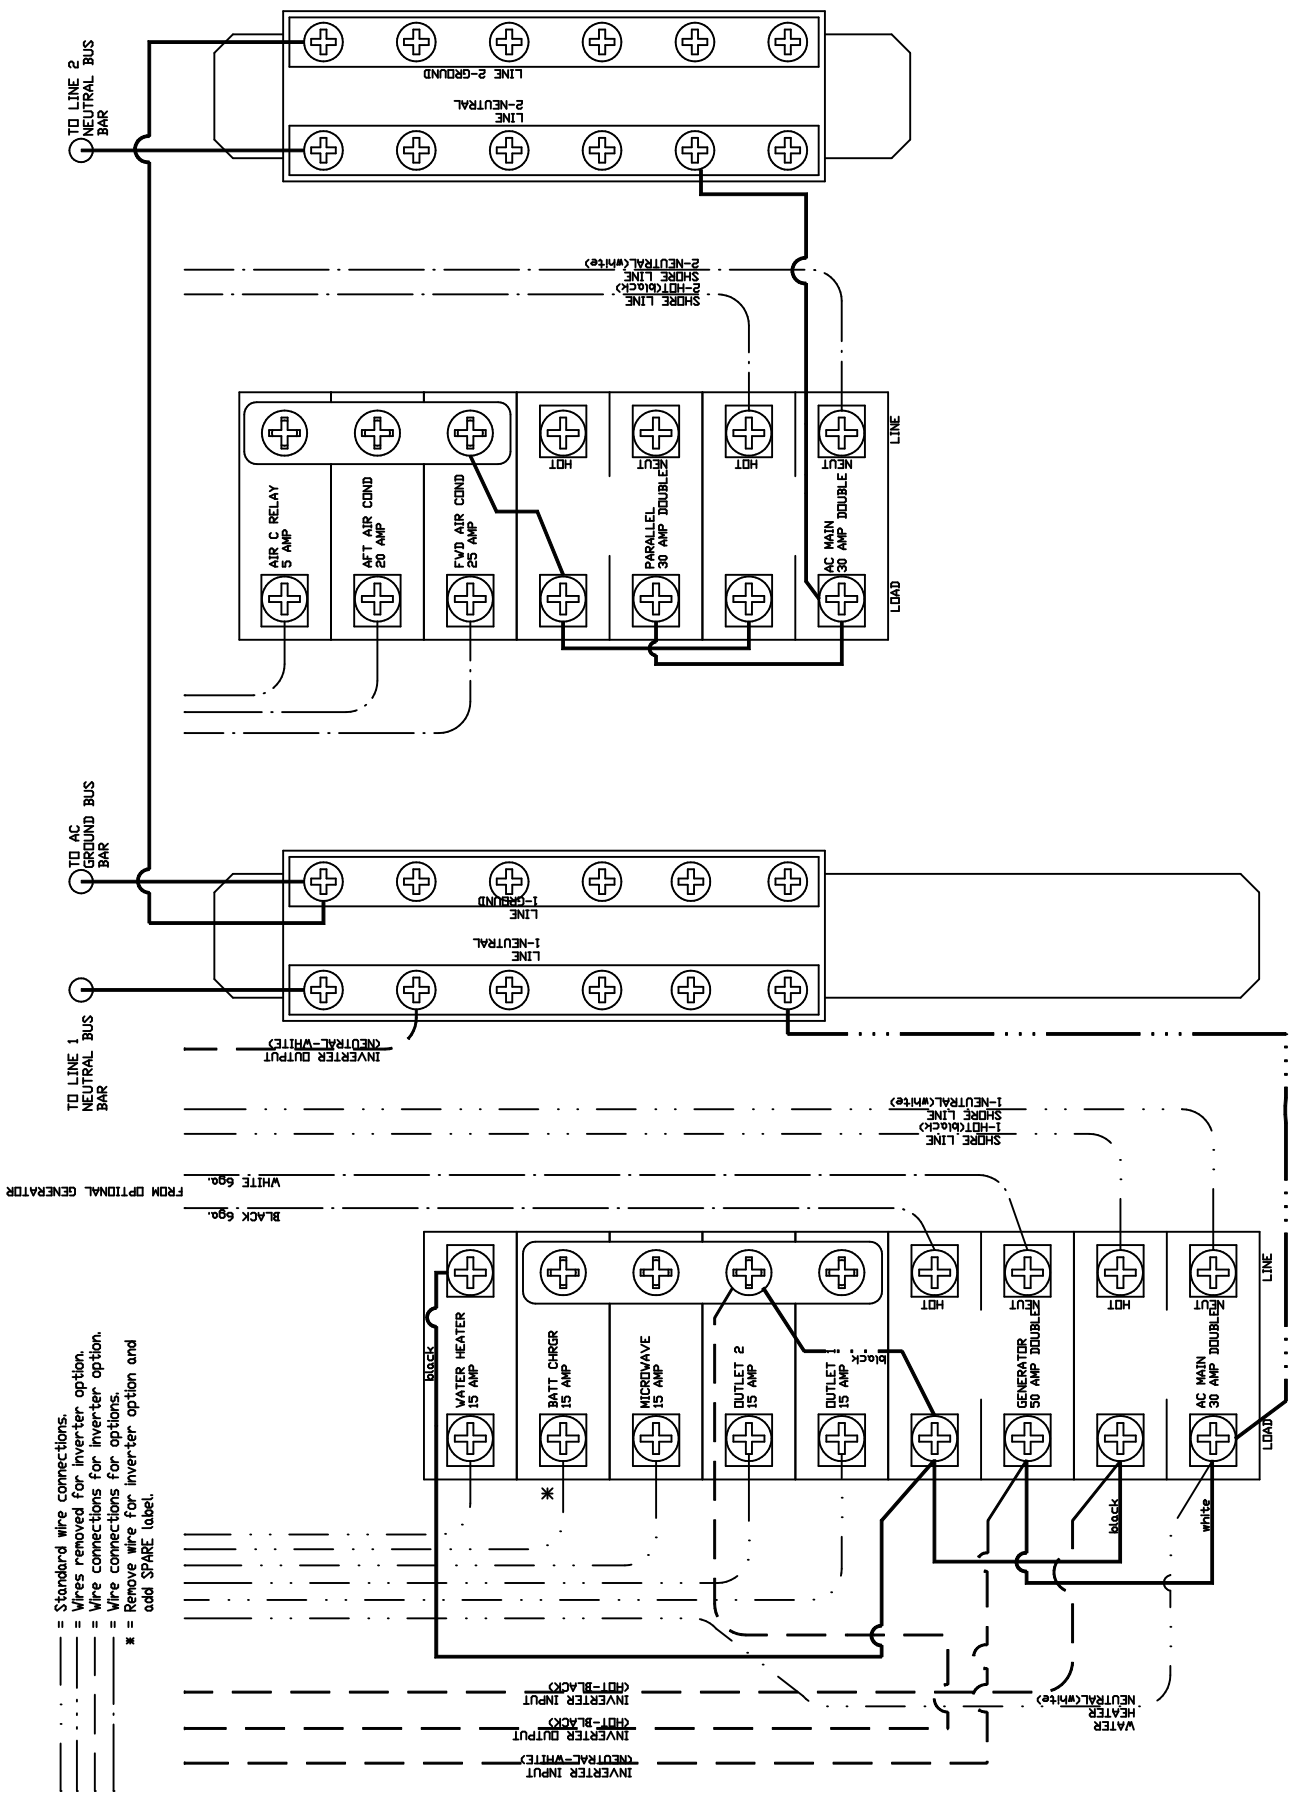 TO LINE 2
NEUTRAL BUS
BAR
LINE 2-GROUND
LINE
2-NEUTRAL
SHORE LINE
2-NEUTRAL(white)
SHORE LINE
2-HOT(black)
HOT
NEUT
HOT
NEUT
LINE
AIR C RELAY
5 AMP
AFT AIR COND
20 AMP
FWD AIR COND
25 AMP
PARALLEL
30 AMP DOUBLE
AC MAIN
30 AMP DOUBLE
LOAD
TO AC
GROUND BUS
BAR
LINE
1-GROUND
LINE
1-NEUTRAL
TO LINE 1
NEUTRAL BUS
BAR
INVERTER OUTPUT
(NEUTRAL-WHITE)
SHORE LINE
1-NEUTRAL(white)
SHORE LINE
1-HOT(black)
FROM OPTIONAL GENERATOR
WHITE 6ga.
BLACK 6ga.
HOT
NEUT
HOT
NEUT
LINE
black
WATER HEATER
15 AMP
BATT CHRGR
15 AMP
MICROWAVE
15 AMP
OUTLET 2
15 AMP
OUTLET 1
15 AMP
black
GENERATOR
50 AMP DOUBLE
AC MAIN
30 AMP DOUBLE
LOAD
*
black
white
= Standard wire connections.
= Wires removed for inverter option.
= Wire connections for inverter option.
= Wire connections for options.
* = Remove wire for inverter option and
add SPARE label.
INVERTER INPUT
(HOT-BLACK)
INVERTER OUTPUT
(HOT-BLACK)
INVERTER INPUT
(NEUTRAL-WHITE)
WATER
HEATER
NEUTRAL(white)